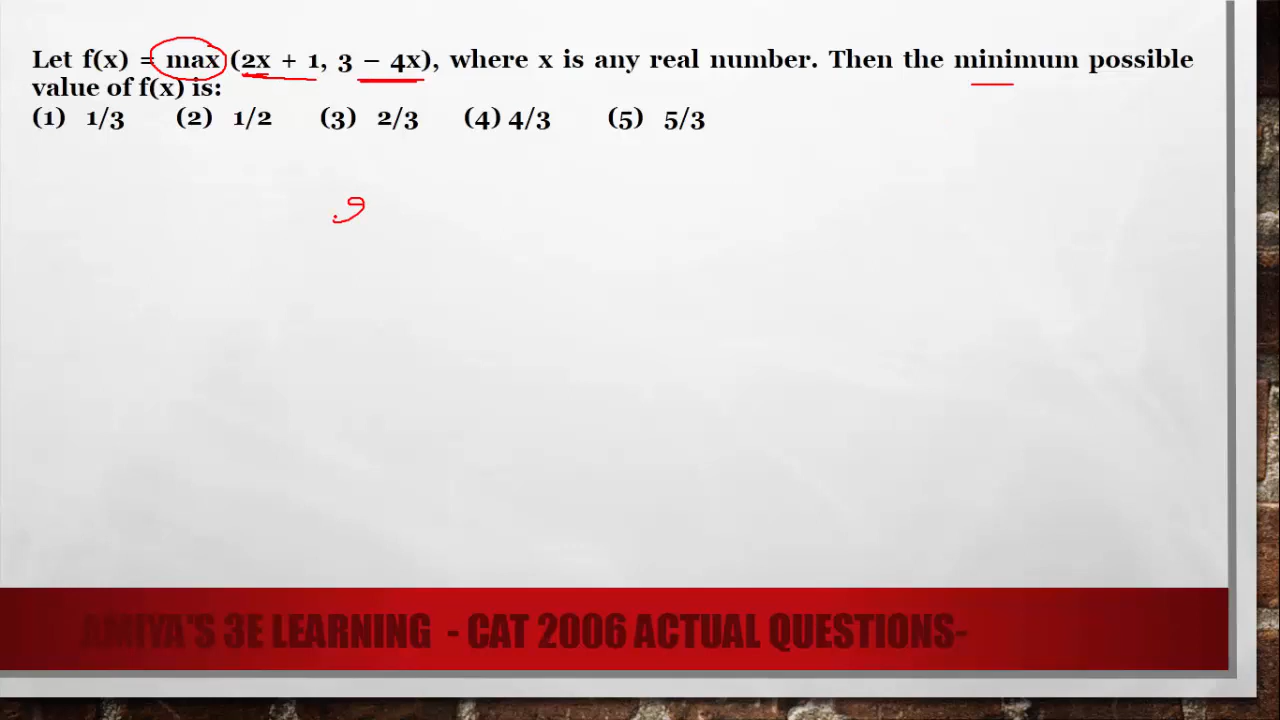 Let f(x) = max (2x + 1, 3 – 4x), where x is any real number. Then the minimum possible
value of f(x) is:
(1) 1/3 (2) 1/2 (3) 2/3 (4) 4/3 (5) 5/3
AMIYA'S 3E LEARNING - CAT 2006 ACTUAL QUESTIONS-